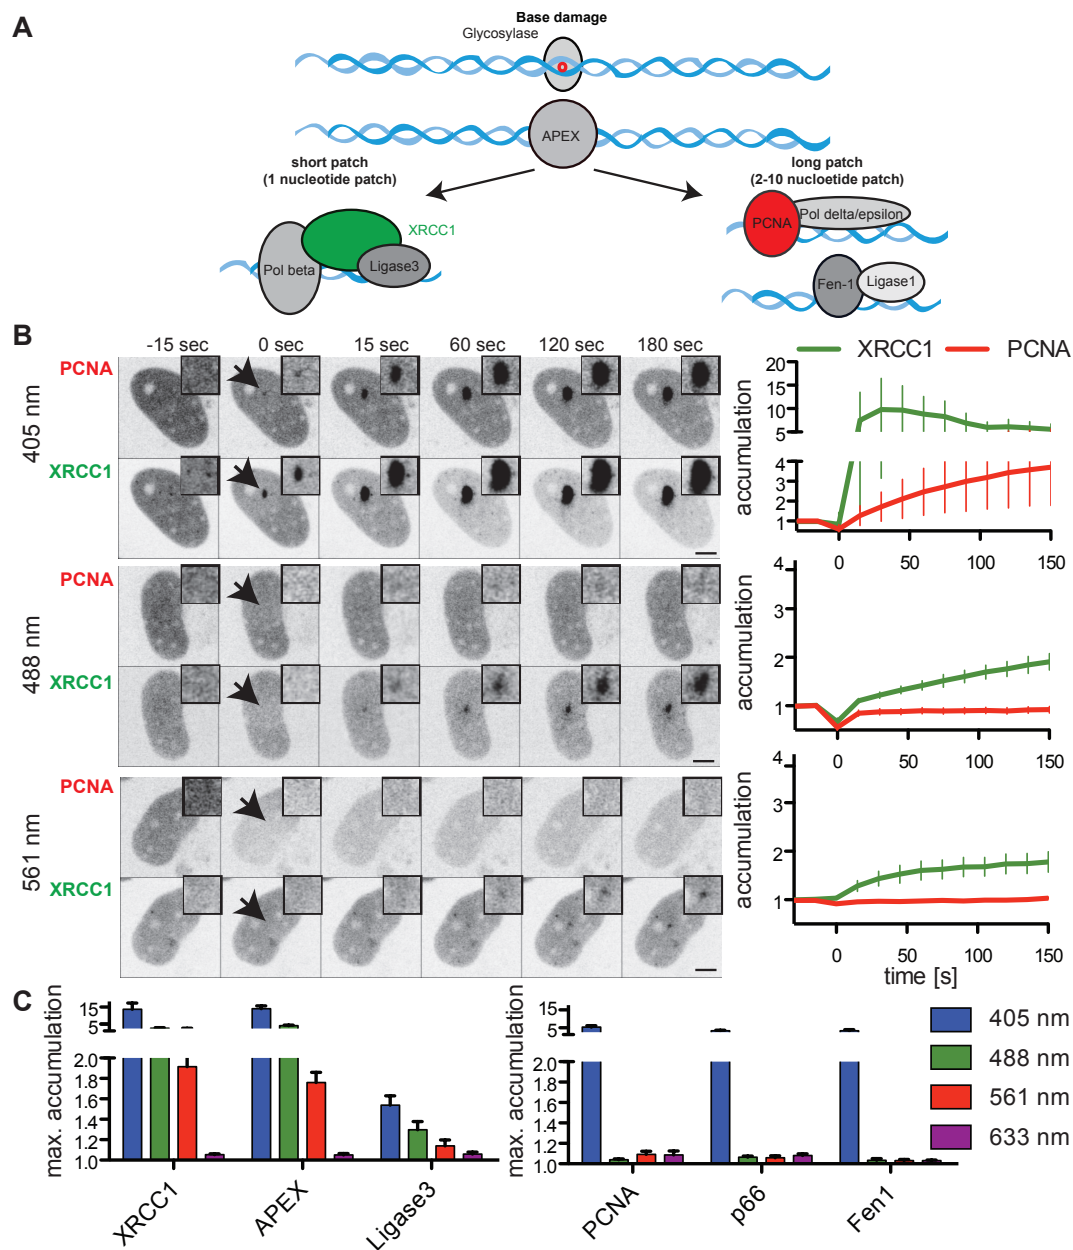 A
Base damage
Glycosylase
APEX
short patch
(1 nucleotide patch)
long patch
(2-10 nucloetide patch)
XRCC1
Pol beta
Ligase3
PCNA
Pol delta/epsilon
Fen-1
Ligase1
B
-15 sec 0 sec 15 sec 60 sec 120 sec 180 sec
405 nm
PCNA
XRCC1
488 nm
PCNA
XRCC1
561 nm
PCNA
XRCC1
XRCC1 PCNA
accumulation
20
15
10
5
accumulation
4
3
2
1
0 50 100 150
accumulation
4
3
2
1
0 50 100 150
accumulation
4
3
2
1
0 50 100 150
time [s]
C
max. accumulation
15
5
2.0
1.8
1.6
1.4
1.2
1.0
XRCC1
APEX
Ligase3
max. accumulation
15
5
2.0
1.8
1.6
1.4
1.2
1.0
PCNA
p66
Fen1
405 nm
488 nm
561 nm
633 nm